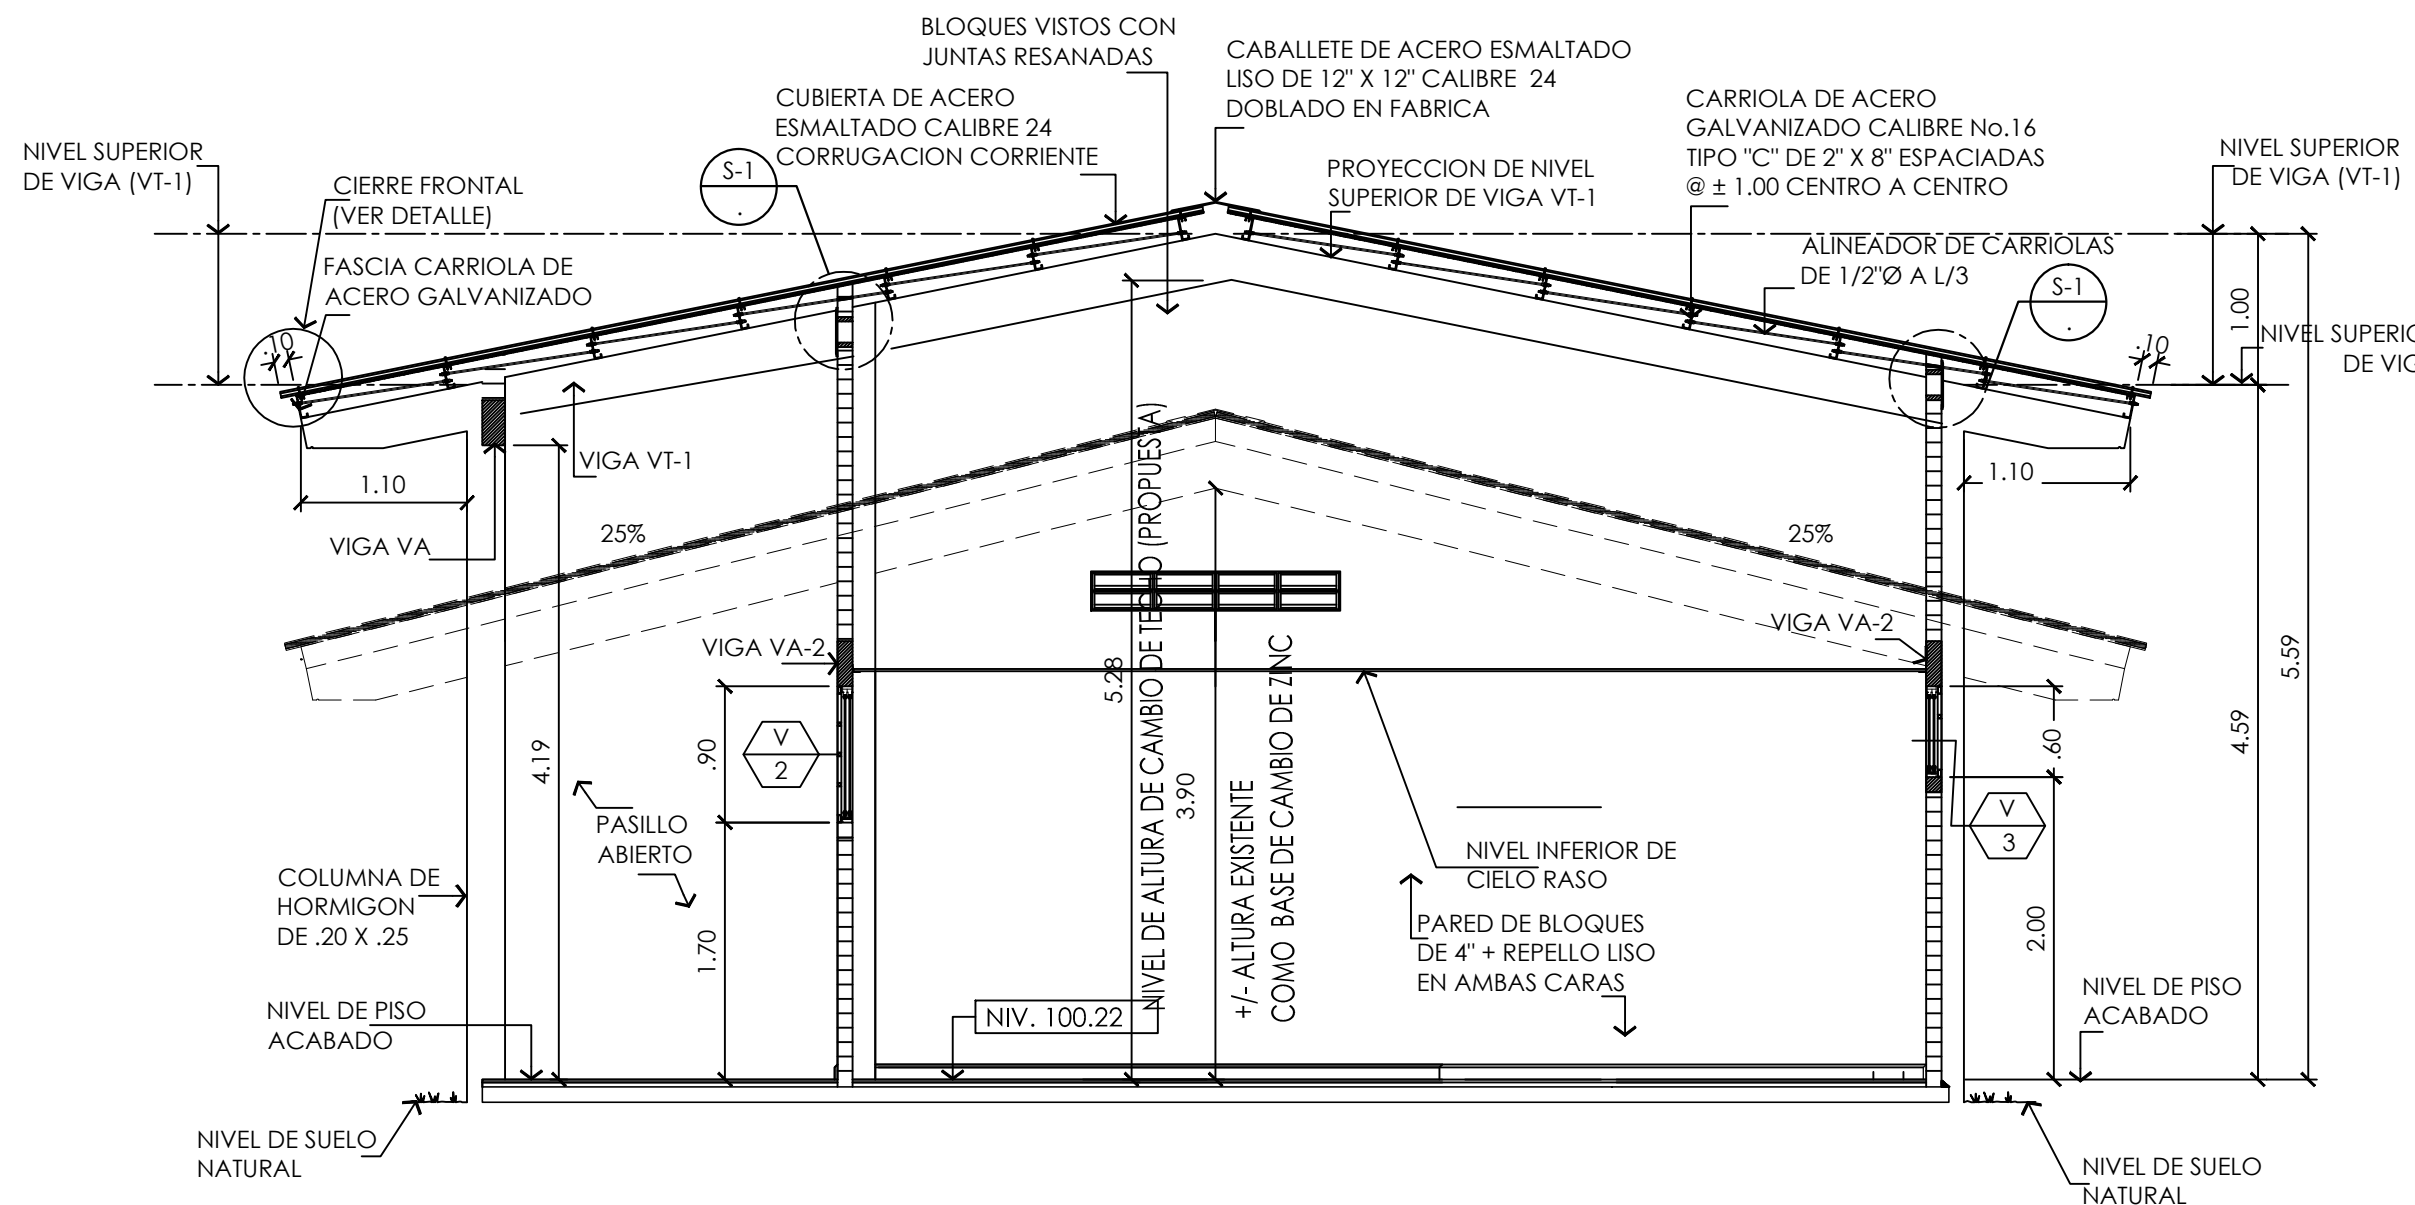 BLOQUES VISTOS CON
JUNTAS RESANADAS
CABALLETE DE ACERO ESMALTADO
LISO DE 12" X 12" CALIBRE 24
DOBLADO EN FABRICA
CUBIERTA DE ACERO
ESMALTADO CALIBRE 24
CORRUGACION CORRIENTE
CARRIOLA DE ACERO
GALVANIZADO CALIBRE No.16
TIPO "C" DE 2" X 8" ESPACIADAS
@ ± 1.00 CENTRO A CENTRO
NIVEL SUPERIOR
DE VIGA (VT-1)
CIERRE FRONTAL
(VER DETALLE)
S-1
.
PROYECCION DE NIVEL
SUPERIOR DE VIGA VT-1
NIVEL SUPERIOR
DE VIGA (VT-1)
FASCIA CARRIOLA DE
ACERO GALVANIZADO
ALINEADOR DE CARRIOLAS
DE 1/2"Ø A L/3
S-1
.
1.00
NIVEL SUPERIO
DE VIG
.10
.10
VIGA VT-1
1.10
1.10
VIGA VA
25%
25%
VIGA VA-2
VIGA VA-2
5.28
NIVEL DE ALTURA DE CAMBIO DE TECHO (PROPUESTA)
3.90
+/- ALTURA EXISTENTE
COMO BASE DE CAMBIO DE ZINC
5.59
4.59
4.19
.90
V
2
.60
V
3
PASILLO
ABIERTO
NIVEL INFERIOR DE
CIELO RASO
COLUMNA DE
HORMIGON
DE .20 X .25
1.70
PARED DE BLOQUES
DE 4" + REPELLO LISO
EN AMBAS CARAS
2.00
NIVEL DE PISO
ACABADO
NIV. 100.22
NIVEL DE PISO
ACABADO
NIVEL DE SUELO
NATURAL
NIVEL DE SUELO
NATURAL